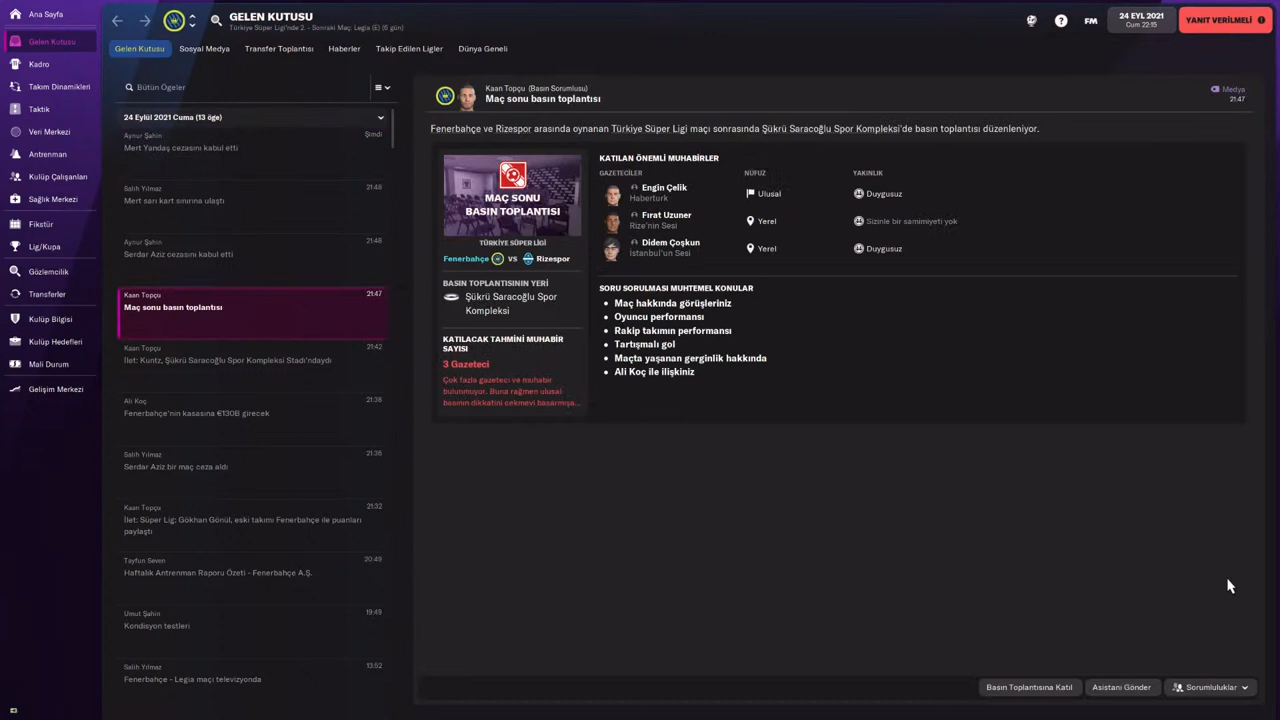 Ana Sayfa
Gelen Kutusu
Kadro
Takım Dinamikleri
Taktik
Veri Merkezi
Antrenman
Kulüp Çalışanları
Sağlık Merkezi
Fikstür
Lig/Kupa
Gözlemcilik
Transferler
Kulüp Bilgisi
Kulüp Hedefleri
Mali Durum
Gelişim Merkezi
GELEN KUTUSU
Türkiye Süper Ligi'nde 2. - Sonraki Maç: Legia (E) (6 gün)
FM
24 EYL 2021
Cum 22:15
YANIT VERİLMELİ
Gelen Kutusu
Sosyal Medya
Transfer Toplantısı
Haberler
Takip Edilen Ligler
Dünya Geneli
Bütün Ögeler
24 Eylül 2021 Cuma (13 öge)
Aynur Şahin
Şimdi
Mert Yandaş cezasını kabul etti
Salih Yılmaz
21:48
Mert sarı kart sınırına ulaştı
Aynur Şahin
21:48
Serdar Aziz cezasını kabul etti
Kaan Topçu
21:47
Maç sonu basın toplantısı
Kaan Topçu
21:42
İlet: Kuntz, Şükrü Saracoğlu Spor Kompleksi Stadı'ndaydı
Ali Koç
21:38
Fenerbahçe'nin kasasına €130B girecek
Salih Yılmaz
21:36
Serdar Aziz bir maç ceza aldı
Kaan Topçu
21:32
İlet: Süper Lig: Gökhan Gönül, eski takımı Fenerbahçe ile puanları
paylaştı
Tayfun Seven
20:49
Haftalık Antrenman Raporu Özeti - Fenerbahçe A.Ş.
Umut Şahin
19:49
Kondisyon testleri
Salih Yılmaz
13:52
Fenerbahçe - Legia maçı televizyonda
Kaan Topçu (Basın Sorumlusu)
Maç sonu basın toplantısı
Medya
21:47
Fenerbahçe ve Rizespor arasında oynanan Türkiye Süper Ligi maçı sonrasında Şükrü Saracoğlu Spor Kompleksi'de basın toplantısı düzenleniyor.
MAÇ SONU
BASIN TOPLANTISI
TÜRKİYE SÜPER LİGİ
Fenerbahçe VS Rizespor
BASIN TOPLANTISININ YERİ
Şükrü Saracoğlu Spor
Kompleksi
KATILACAK TAHMİNİ MUHABİR
SAYISI
3 Gazeteci
Çok fazla gazeteci ve muhabir
bulunmuyor. Buna rağmen ulusal
basının dikkatini çekmeyi başarmışa...
KATILAN ÖNEMLİ MUHABİRLER
GAZETECİLER
NÜFUZ
YAKINLIK
Engin Çelik
Haberturk
Ulusal
Duygusuz
Fırat Uzuner
Rize'nin Sesi
Yerel
Sizinle bir samimiyeti yok
Didem Çoşkun
İstanbul'un Sesi
Yerel
Duygusuz
SORU SORULMASI MUHTEMEL KONULAR
• Maç hakkında görüşleriniz
• Oyuncu performansı
• Rakip takımın performansı
• Tartışmalı gol
• Maçta yaşanan gerginlik hakkında
• Ali Koç ile ilişkiniz
Basın Toplantısına Katıl
Asistanı Gönder
Sorumluluklar